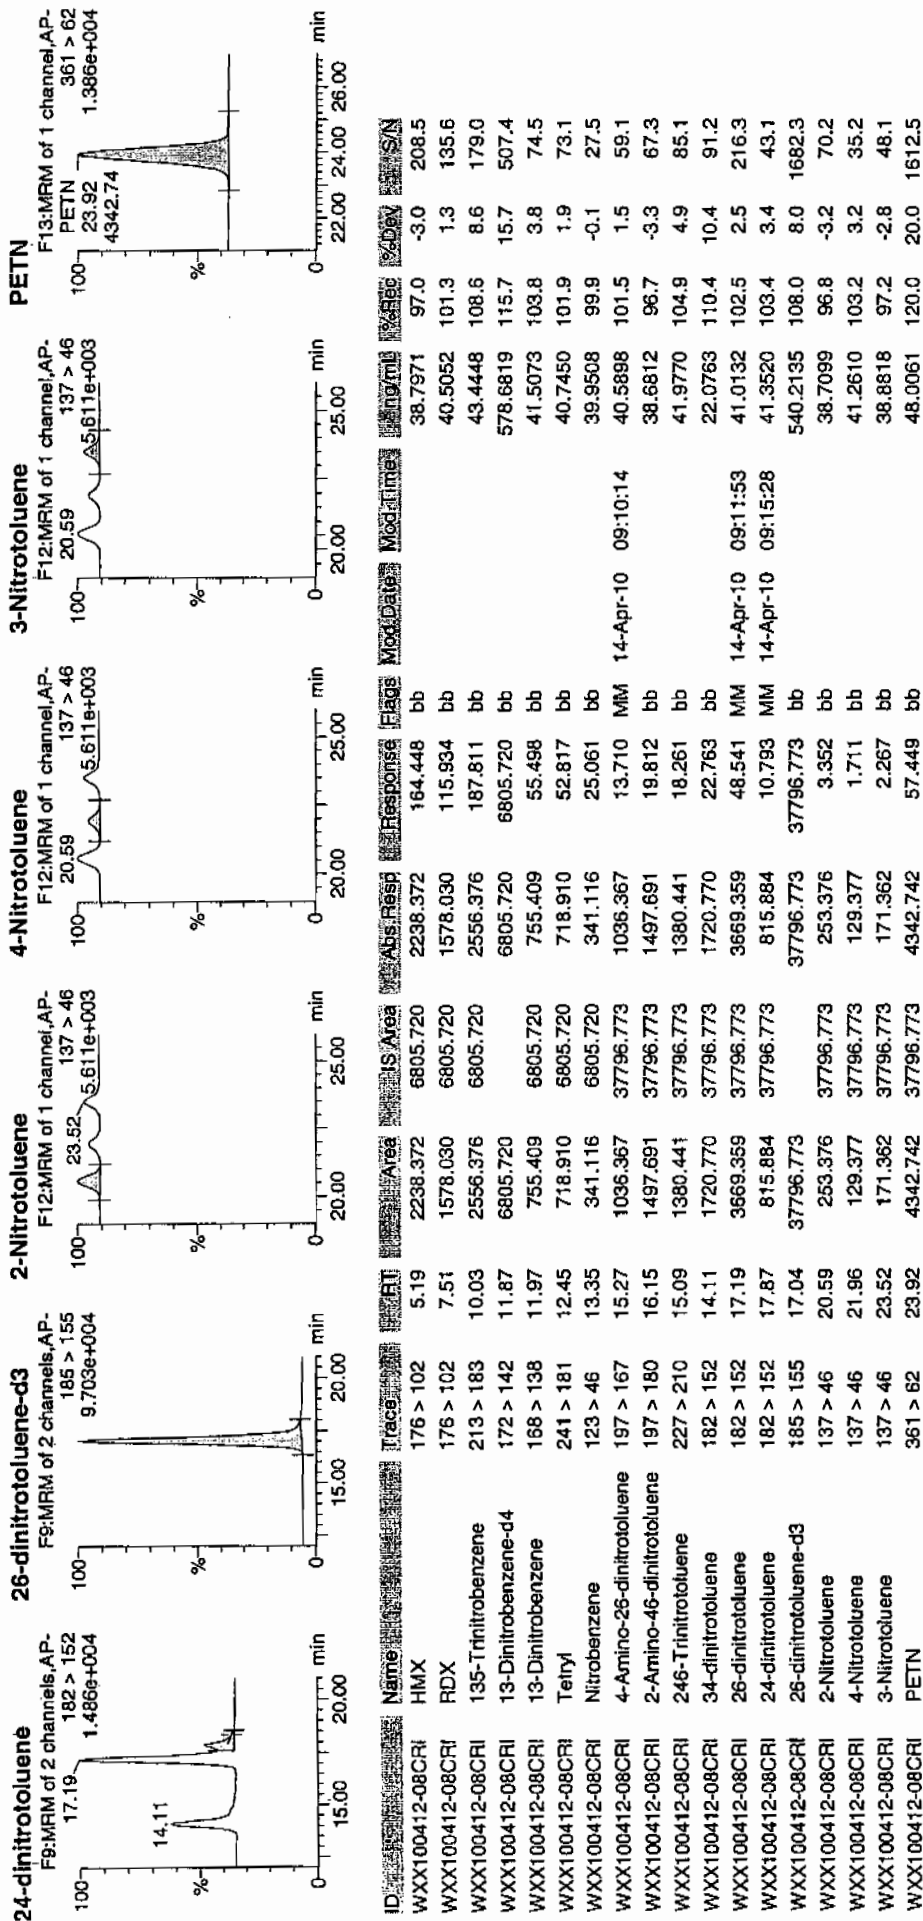 24-dinitrotoluene
F9:MRM of 2 channels,AP-
182 > 152
1.486e+004
17.19
14.11
100
%
0
15.00 20.00 min
26-dinitrotoluene-d3
F9:MRM of 2 channels,AP-
185 > 155
9.703e+004
100
%
0
15.00 20.00 min
2-Nitrotoluene
F12:MRM of 1 channel,AP-
137 > 46
23.52 5.611e+003
100
%
0
20.00 25.00 min
4-Nitrotoluene
F12:MRM of 1 channel,AP-
20.59 137 > 46
5.611e+003
100
%
0
20.00 25.00 min
3-Nitrotoluene
F12:MRM of 1 channel,AP-
20.59 137 > 46
5.611e+003
100
%
0
20.00 25.00 min
PETN
F13:MRM of 1 channel,AP-
PETN 361 > 62
23.92 1.386e+004
4342.74
100
%
0
22.00 24.00 26.00 min
ID Name Trace RT Area IS Area Abs.Resp Response Flags Mod.Date Mod.Time ng/mL %Rec %Dev S/N
WXX100412-08CRI HMX 176 > 102 5.19 2238.372 6805.720 2238.372 164.448 bb 38.7971 97.0 -3.0 208.5
WXX100412-08CRI RDX 176 > 102 7.51 1578.030 6805.720 1578.030 115.934 bb 40.5052 101.3 1.3 135.6
WXX100412-08CRI 135-Trinitrobenzene 213 > 183 10.03 2556.376 6805.720 2556.376 187.811 bb 43.4448 108.6 8.6 179.0
WXX100412-08CRI 13-Dinitrobenzene-d4 172 > 142 11.87 6805.720 6805.720 6805.720 bb 578.6819 115.7 15.7 507.4
WXX100412-08CRI 13-Dinitrobenzene 168 > 138 11.97 755.409 6805.720 755.409 55.498 bb 41.5073 103.8 3.8 74.5
WXX100412-08CRI Tetryl 241 > 181 12.45 718.910 6805.720 718.910 52.817 bb 40.7450 101.9 1.9 73.1
WXX100412-08CRI Nitrobenzene 123 > 46 13.35 341.116 6805.720 341.116 25.061 bb 39.9508 99.9 -0.1 27.5
WXX100412-08CRI 4-Amino-26-dinitrotoluene 197 > 167 15.27 1036.367 37796.773 1036.367 13.710 MM 14-Apr-10 09:10:14 40.5898 101.5 1.5 59.1
WXX100412-08CRI 2-Amino-46-dinitrotoluene 197 > 180 16.15 1497.691 37796.773 1497.691 19.812 bb 38.6812 96.7 -3.3 67.3
WXX100412-08CRI 246-Trinitrotoluene 227 > 210 15.09 1380.441 37796.773 1380.441 18.261 bb 41.9770 104.9 4.9 85.1
WXX100412-08CRI 34-dinitrotoluene 182 > 152 14.11 1720.770 37796.773 1720.770 22.763 bb 22.0763 110.4 10.4 91.2
WXX100412-08CRI 26-dinitrotoluene 182 > 152 17.19 3669.359 37796.773 3669.359 48.541 MM 14-Apr-10 09:11:53 41.0132 102.5 2.5 216.3
WXX100412-08CRI 24-dinitrotoluene 182 > 152 17.87 815.884 37796.773 815.884 10.793 MM 14-Apr-10 09:15:28 41.3520 103.4 3.4 43.1
WXX100412-08CRI 26-dinitrotoluene-d3 185 > 155 17.04 37796.773 37796.773 37796.773 bb 540.2135 108.0 8.0 1682.3
WXX100412-08CRI 2-Nitrotoluene 137 > 46 20.59 253.376 37796.773 253.376 3.352 bb 38.7099 96.8 -3.2 70.2
WXX100412-08CRI 4-Nitrotoluene 137 > 46 21.96 129.377 37796.773 129.377 1.711 bb 41.2610 103.2 3.2 35.2
WXX100412-08CRI 3-Nitrotoluene 137 > 46 23.52 171.362 37796.773 171.362 2.267 bb 38.8818 97.2 -2.8 48.1
WXX100412-08CRI PETN 361 > 62 23.92 4342.742 37796.773 4342.742 57.449 bb 48.0061 120.0 20.0 1612.5